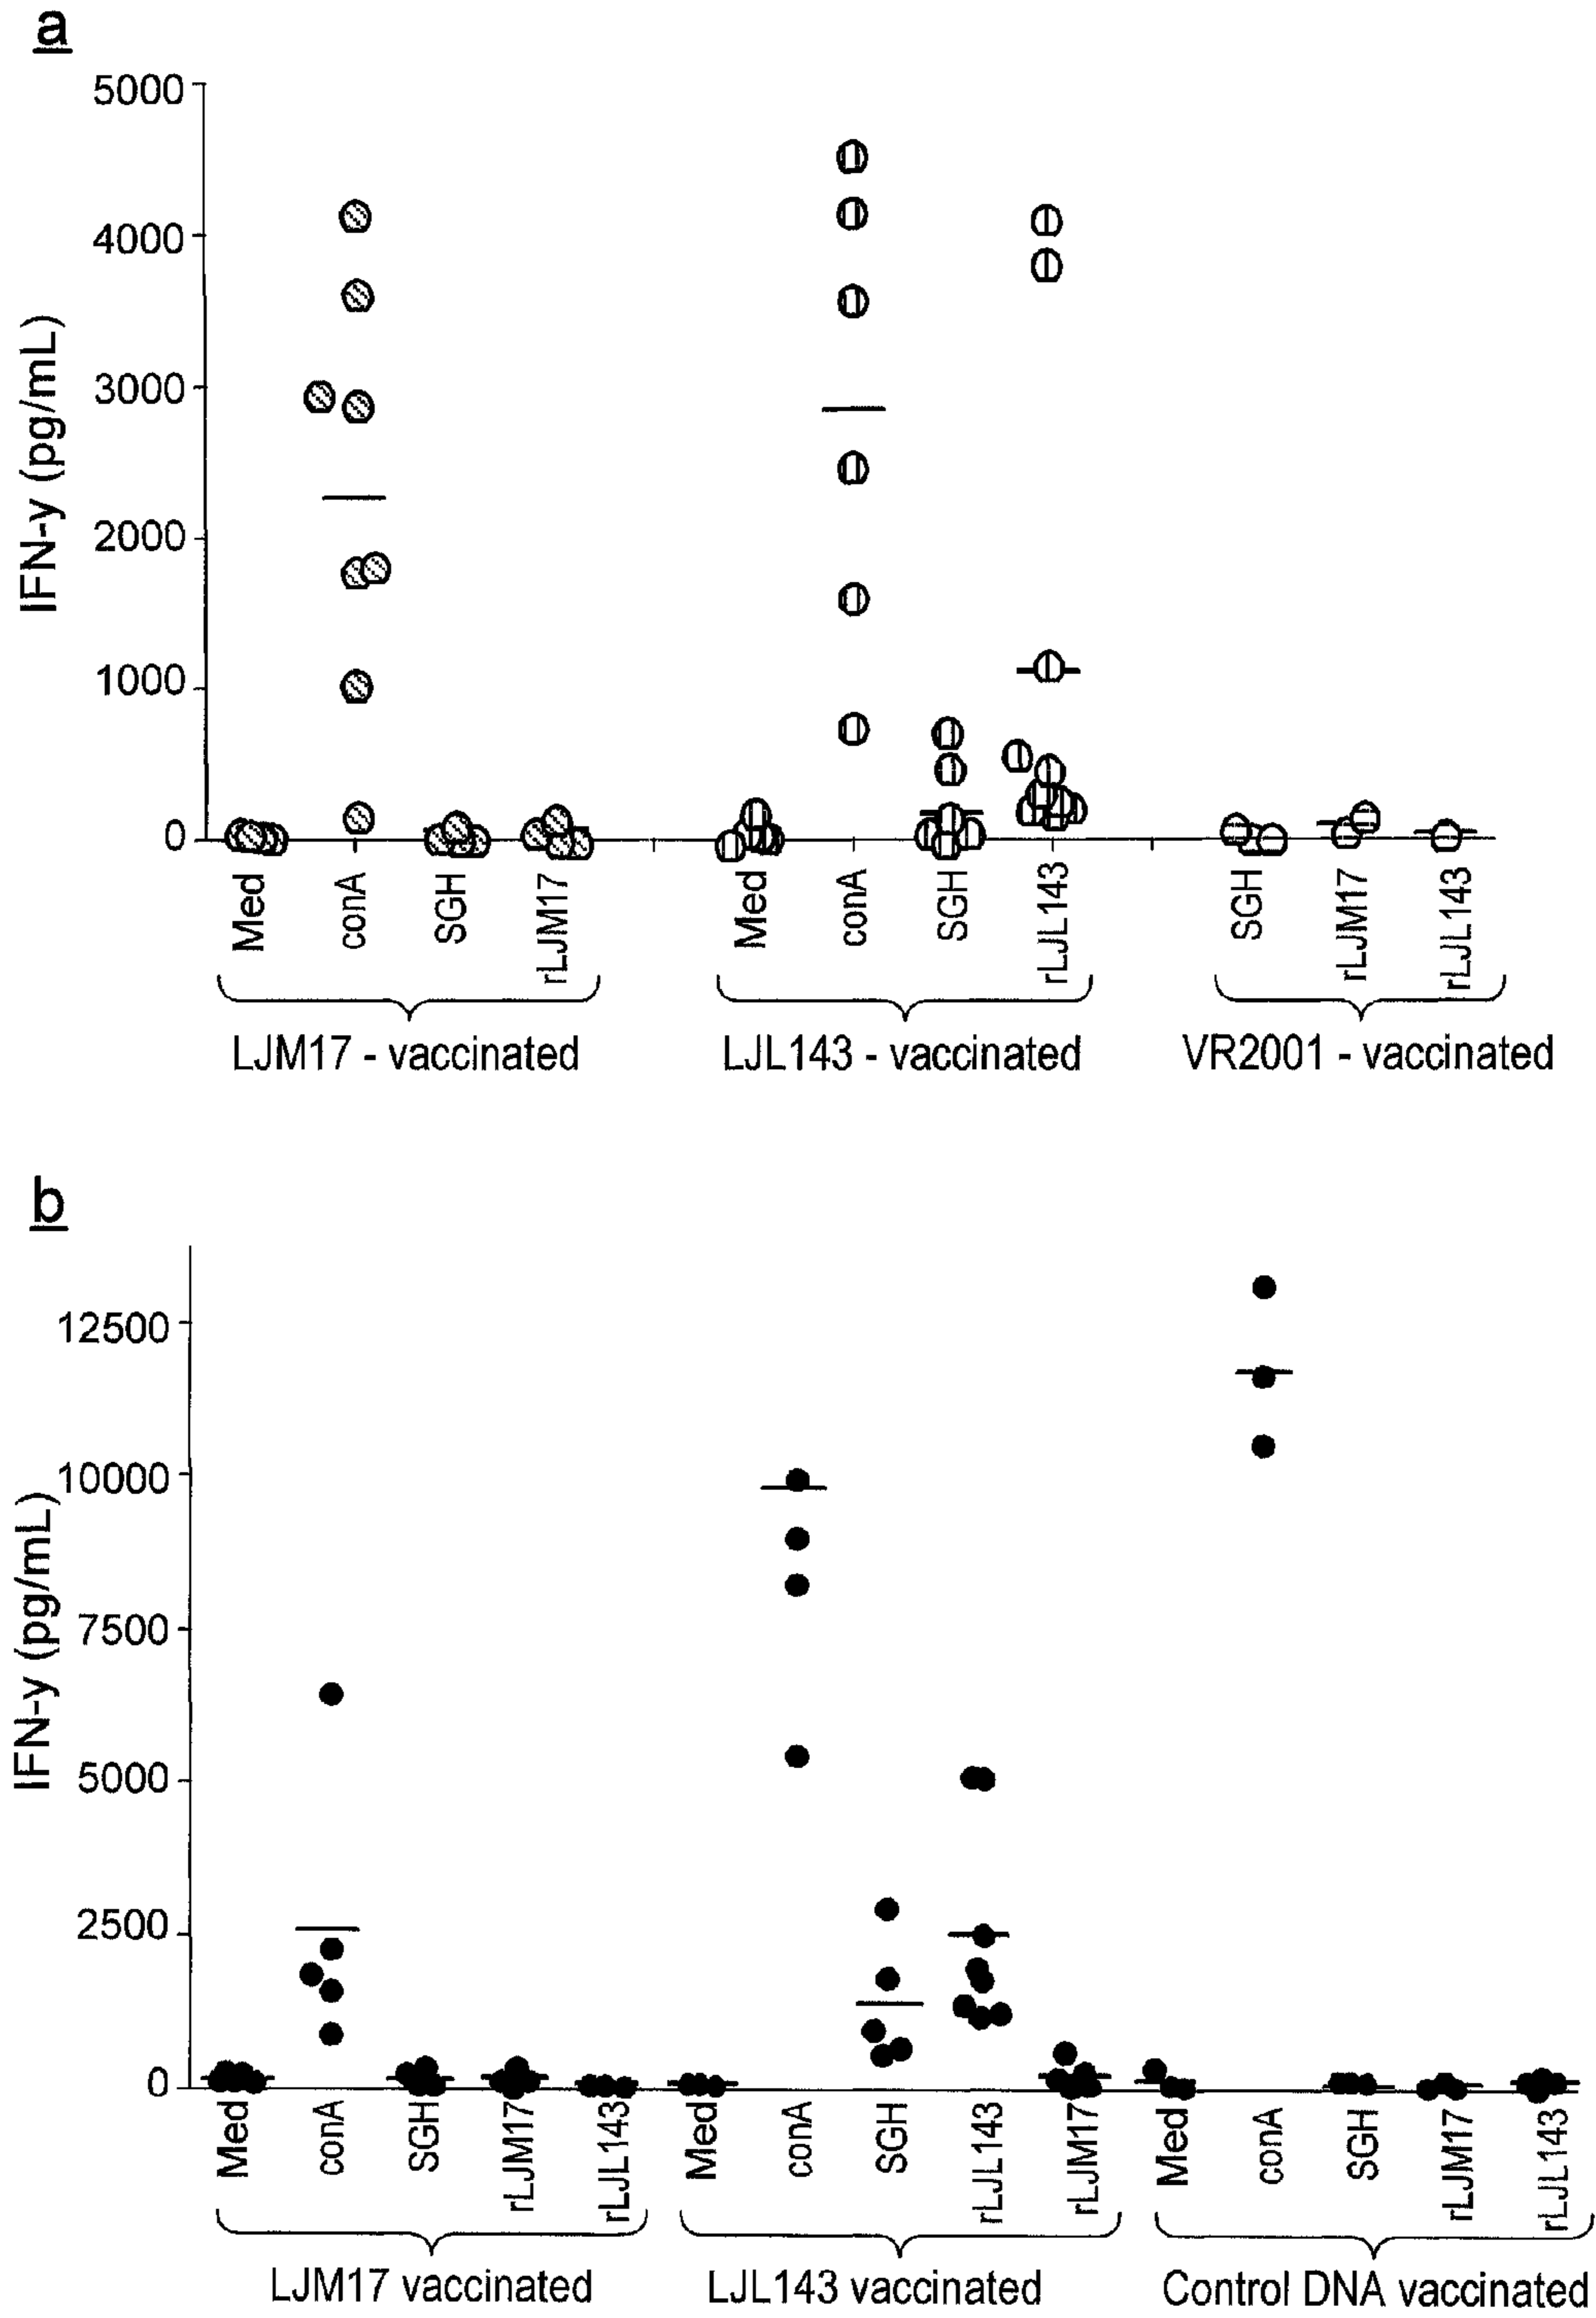 a
5000
4000
3000
2000
1000
0
IFN-y (pg/mL)
Med
conA
SGH
rLJM17
Med
conA
SGH
rLJL143
SGH
rLJM17
rLJL143
LJM17 - vaccinated
LJL143 - vaccinated
VR2001 - vaccinated
b
12500
10000
7500
5000
2500
0
IFN-y (pg/mL)
Med
conA
SGH
rLJM17
rLJL143
Med
conA
SGH
rLJL143
rLJM17
Med
conA
SGH
rLJM17
rLJL143
LJM17 vaccinated
LJL143 vaccinated
Control DNA vaccinated